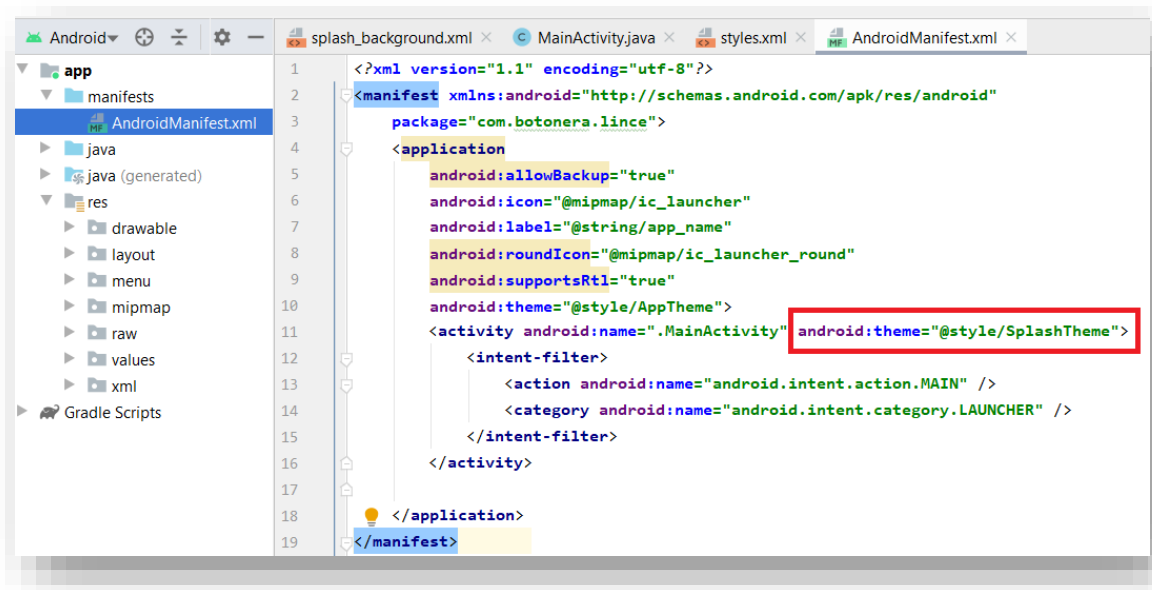 Android
splash_background.xml
MainActivity.java
styles.xml
AndroidManifest.xml
app
manifests
AndroidManifest.xml
java
java (generated)
res
drawable
layout
menu
mipmap
raw
values
xml
Gradle Scripts
1 <?xml version="1.1" encoding="utf-8"?>
2 <manifest xmlns:android="http://schemas.android.com/apk/res/android"
3 package="com.botonera.lince">
4 <application
5 android:allowBackup="true"
6 android:icon="@mipmap/ic_launcher"
7 android:label="@string/app_name"
8 android:roundIcon="@mipmap/ic_launcher_round"
9 android:supportsRtl="true"
10 android:theme="@style/AppTheme">
11 <activity android:name=".MainActivity" android:theme="@style/SplashTheme">
12 <intent-filter>
13 <action android:name="android.intent.action.MAIN" />
14 <category android:name="android.intent.category.LAUNCHER" />
15 </intent-filter>
16 </activity>
17
18 </application>
19 </manifest>